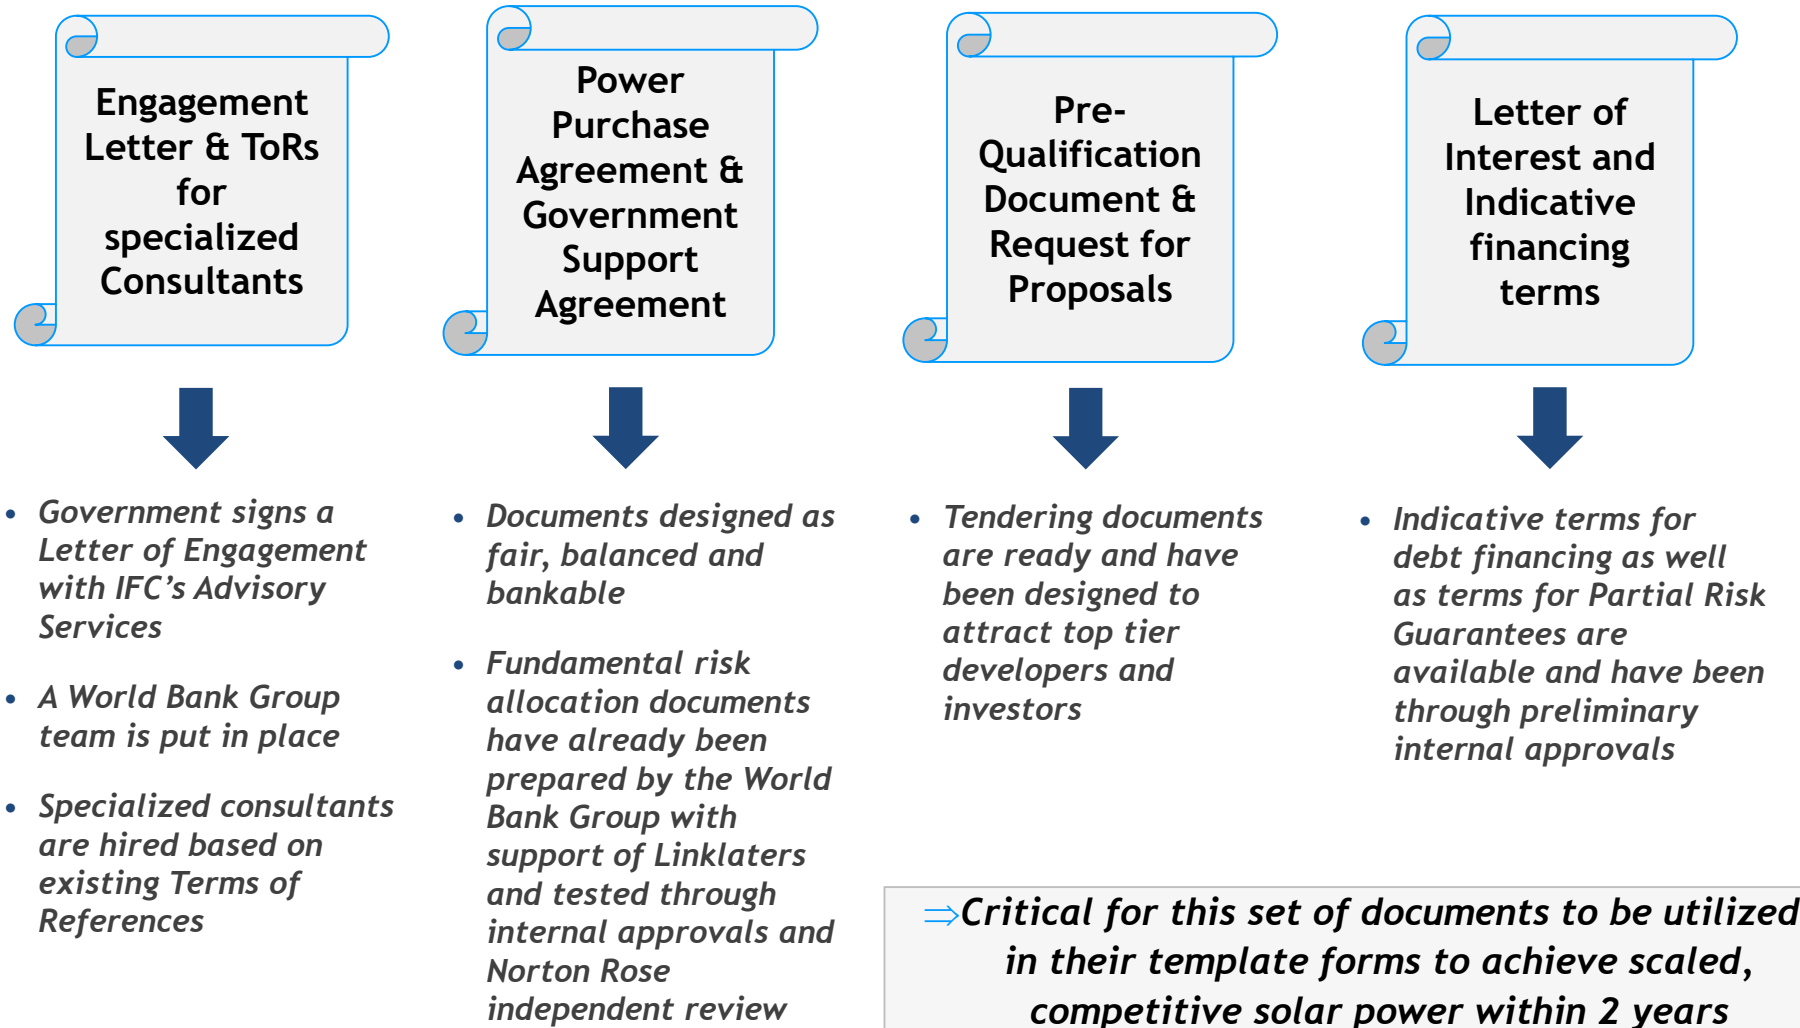 Engagement
Letter & ToRs
for
specialized
Consultants
Power
Purchase
Agreement &
Government
Support
Agreement
Pre-
Qualification
Document &
Request for
Proposals
Letter of
Interest and
Indicative
financing
terms
• Government signs a
Letter of Engagement
with IFC’s Advisory
Services
• A World Bank Group
team is put in place
• Specialized consultants
are hired based on
existing Terms of
References
• Documents designed as
fair, balanced and
bankable
• Fundamental risk
allocation documents
have already been
prepared by the World
Bank Group with
support of Linklaters
and tested through
internal approvals and
Norton Rose
independent review
• Tendering documents
are ready and have
been designed to
attract top tier
developers and
investors
• Indicative terms for
debt financing as well
as terms for Partial Risk
Guarantees are
available and have been
through preliminary
internal approvals
⇒Critical for this set of documents to be utilized
in their template forms to achieve scaled,
competitive solar power within 2 years